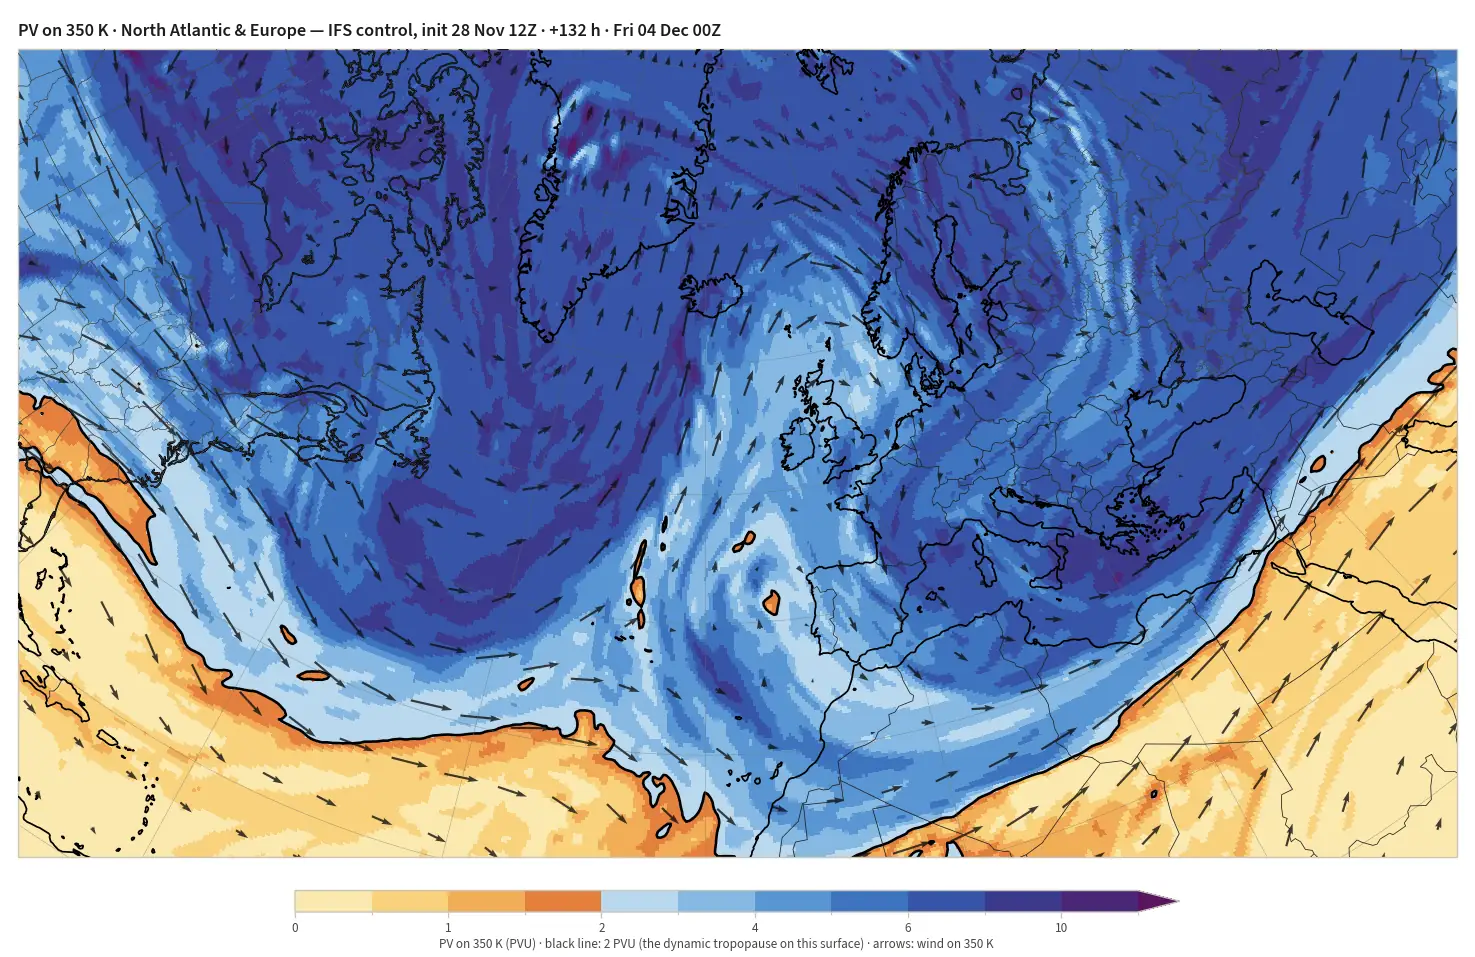 PV on 350 K · North Atlantic & Europe — IFS control, init 28 Nov 12Z · +132 h · Fri 04 Dec 00Z
0 1 2 4 6 10
PV on 350 K (PVU) · black line: 2 PVU (the dynamic tropopause on this surface) · arrows: wind on 350 K